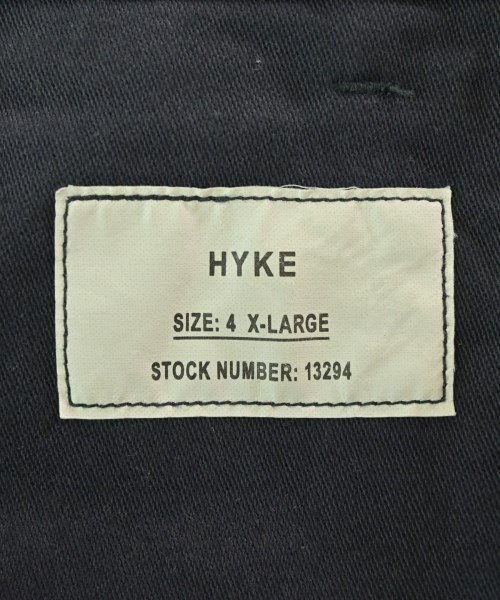 HYKE
SIZE: 4 X-LARGE
STOCK NUMBER: 13294